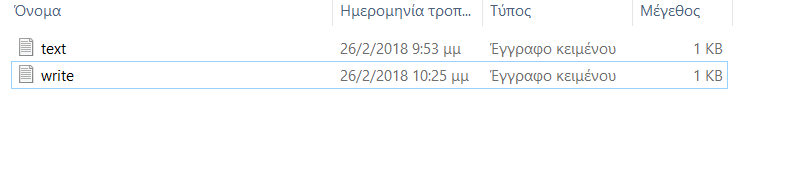 Όνομα Ημερομηνία τροπ... Τύπος Μέγεθος
text 26/2/2018 9:53 μμ Έγγραφο κειμένου 1 KB
write 26/2/2018 10:25 μμ Έγγραφο κειμένου 1 KB